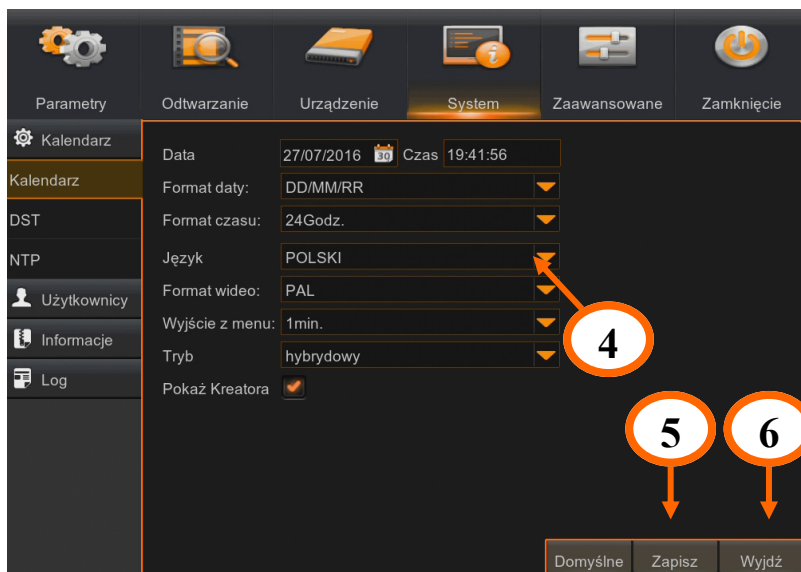 Parametry Odtwarzanie Urządzenie System Zaawansowane Zamknięcie
Kalendarz
Kalendarz
DST
NTP
Użytkownicy
Informacje
Log
Data 27/07/2016 30 Czas 19:41:56
Format daty: DD/MM/RR
Format czasu: 24Godz.
Język POLSKI
Format wideo: PAL
Wyjście z menu: 1min.
Tryb hybrydowy
Pokaż Kreatora
4
5 6
Domyślne Zapisz Wyjdź